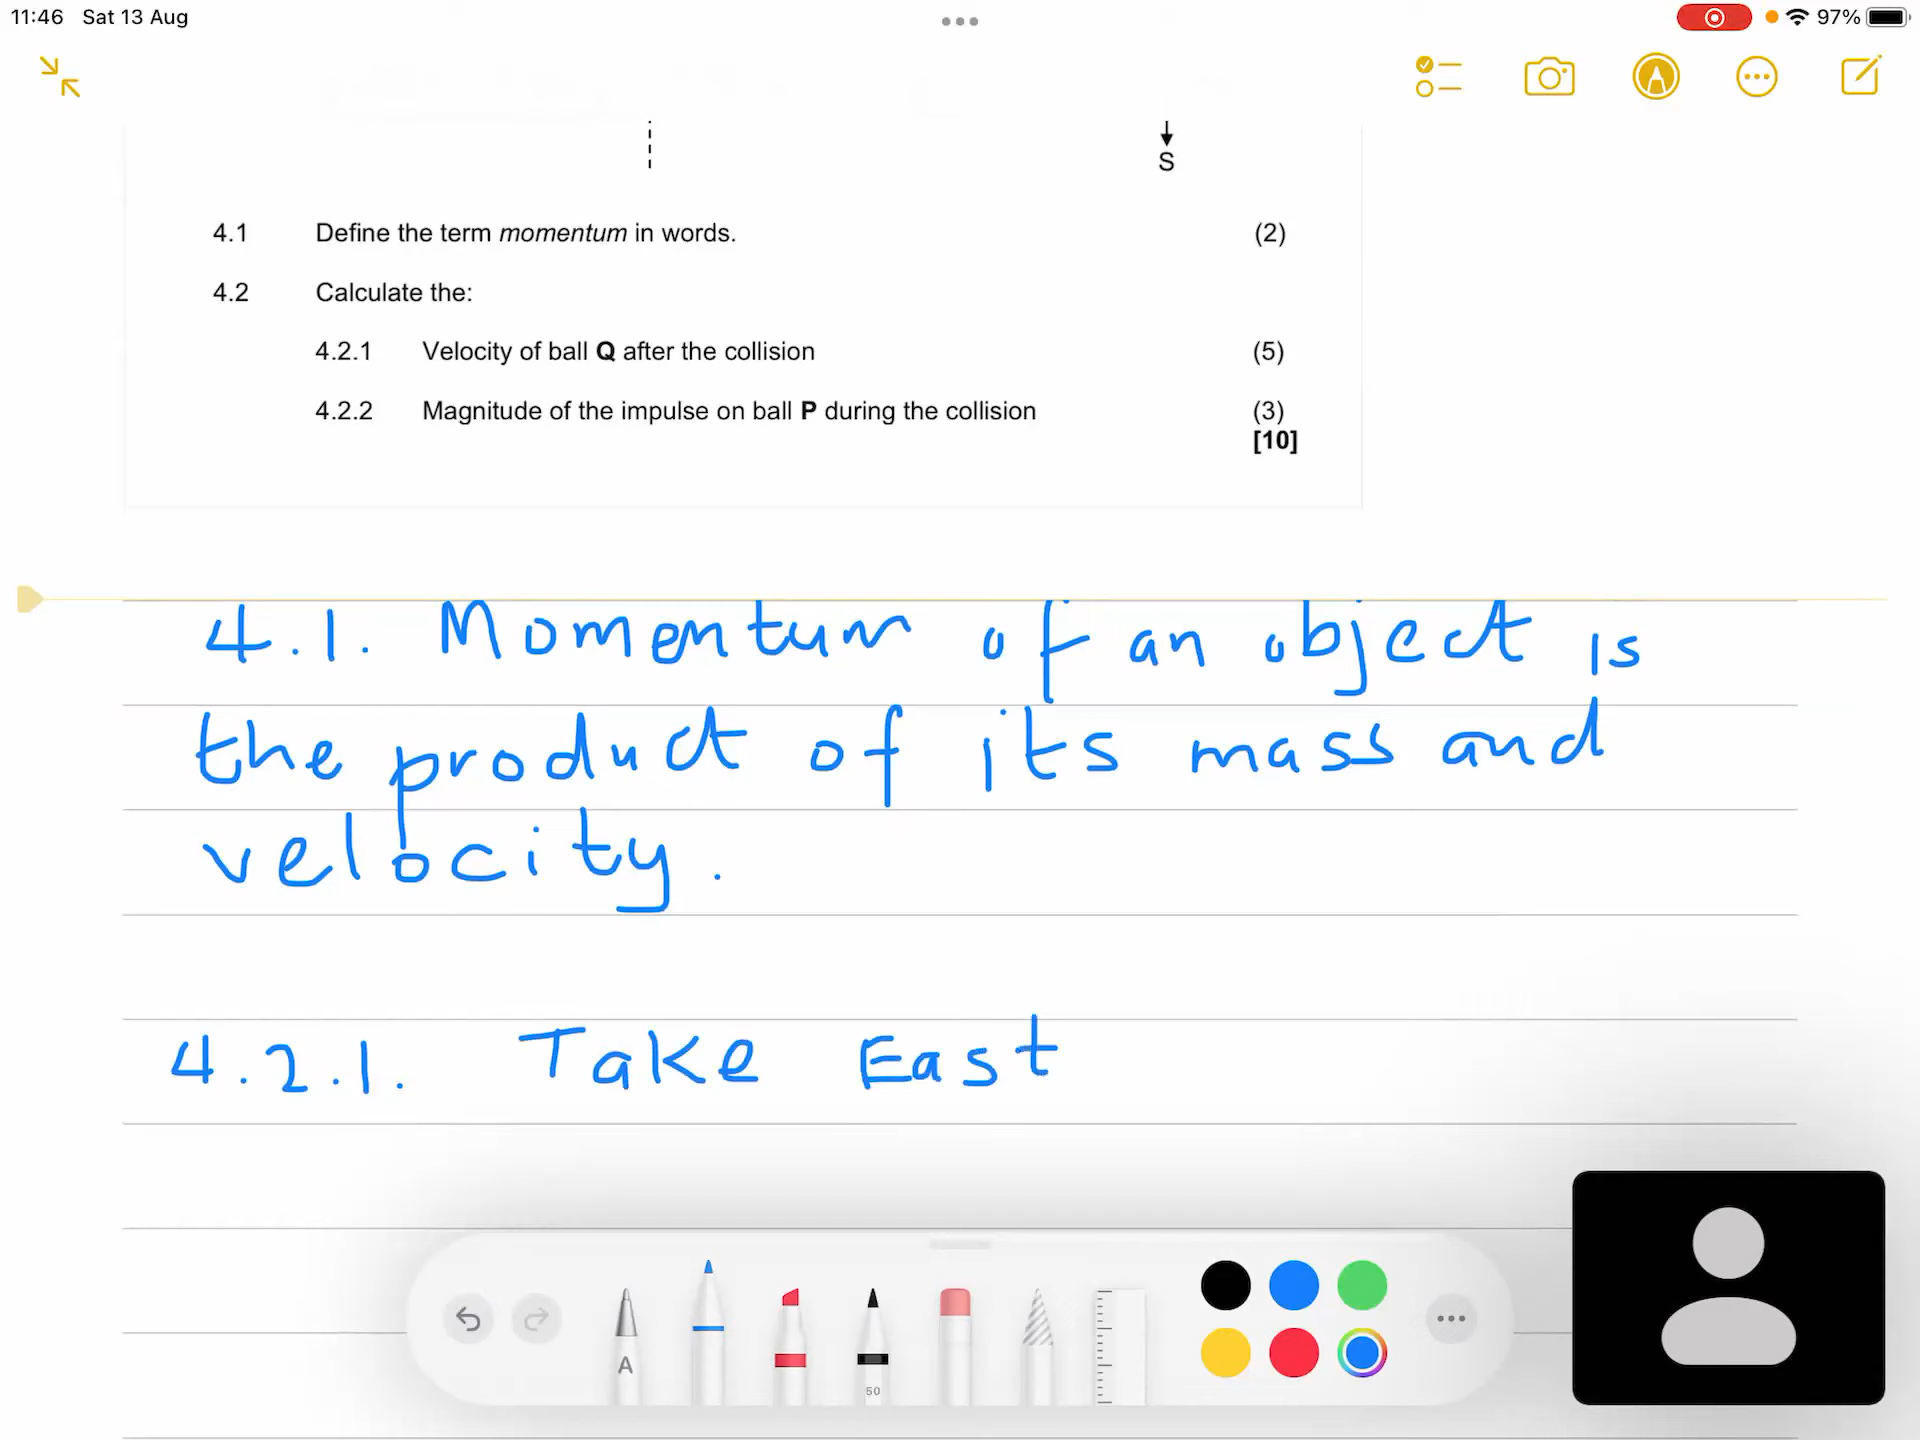 11:46 Sat 13 Aug 97%
S
4.1 Define the term momentum in words. (2)
4.2 Calculate the:
4.2.1 Velocity of ball Q after the collision (5)
4.2.2 Magnitude of the impulse on ball P during the collision (3)
[10]
4.1. Momentum of an object is
the product of its mass and
velocity.
4.2.1. Take East
A
50